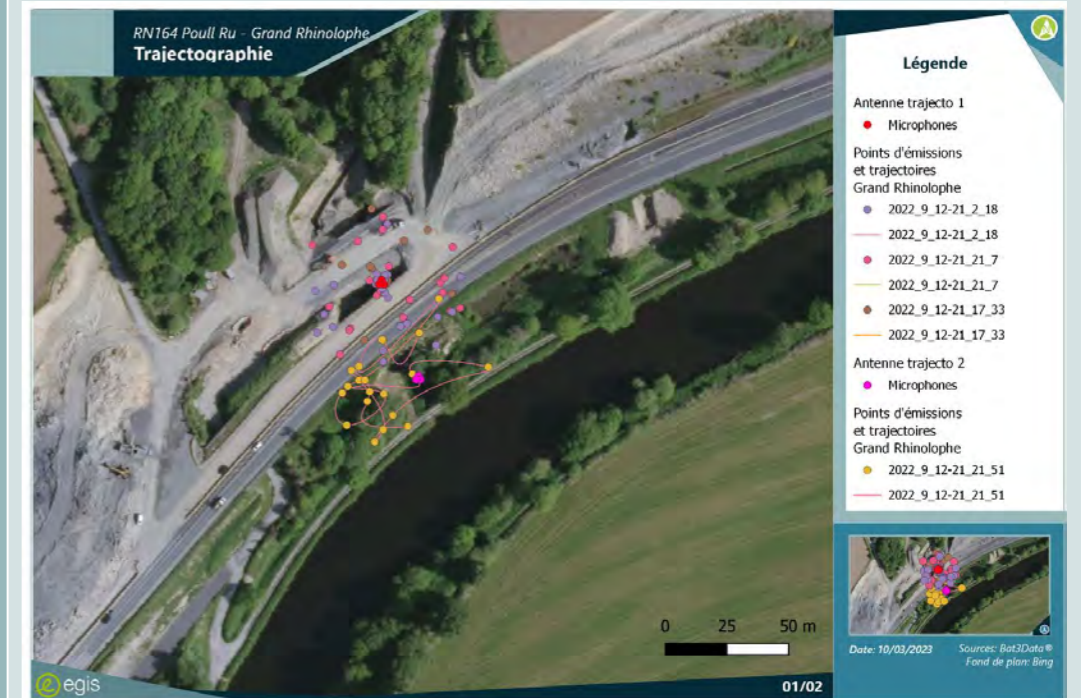 RN164 Poull Ru - Grand Rhinolophe
Trajectographie
Légende
Antenne trajecto 1
Microphones
Points d'émissions
et trajectoires
Grand Rhinolophe
2022_9_12-21_2_18
2022_9_12-21_2_18
2022_9_12-21_21_7
2022_9_12-21_21_7
2022_9_12-21_17_33
2022_9_12-21_17_33
Antenne trajecto 2
Microphones
Points d'émissions
et trajectoires
Grand Rhinolophe
2022_9_12-21_21_51
2022_9_12-21_21_51
0 25 50 m
Date: 10/03/2023
Sources: Bat3Data®
Fond de plan: Bing
egis
01/02